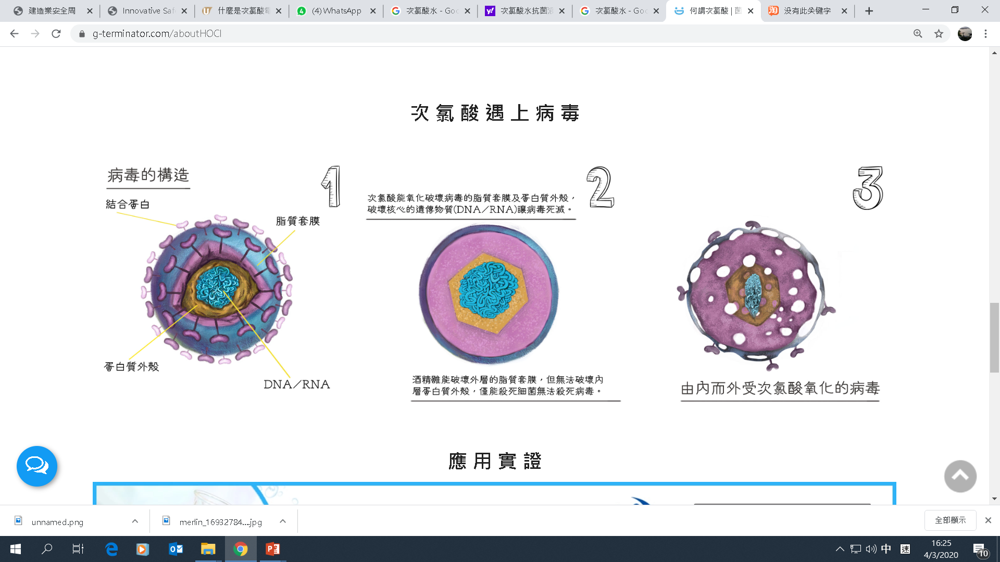 建造業安全周
Innovative Saf
什麼是次氯酸電
(4) WhatsApp
次氯酸水 - Goo
次氯酸水抗菌液
次氯酸水 - Goo
何謂次氯酸 | 菌
没有此关键字
g-terminator.com/aboutHOCl
次氯酸遇上病毒
病毒的構造
1
結合蛋白
脂質套膜
蛋白質外殼
DNA/RNA
2
次氯酸能氧化破壞病毒的脂質套膜及蛋白質外殼,
破壞核心的遺傳物質(DNA/RNA)讓病毒死滅。
酒精雖能破壞外層的脂質套膜,但無法破壞內
層蛋白質外殼,僅能殺死細菌無法殺死病毒。
3
由內而外受次氯酸氧化的病毒
應用實證
unnamed.png
merlin_16932784....jpg
全部顯示
中
速
16:25
4/3/2020
10